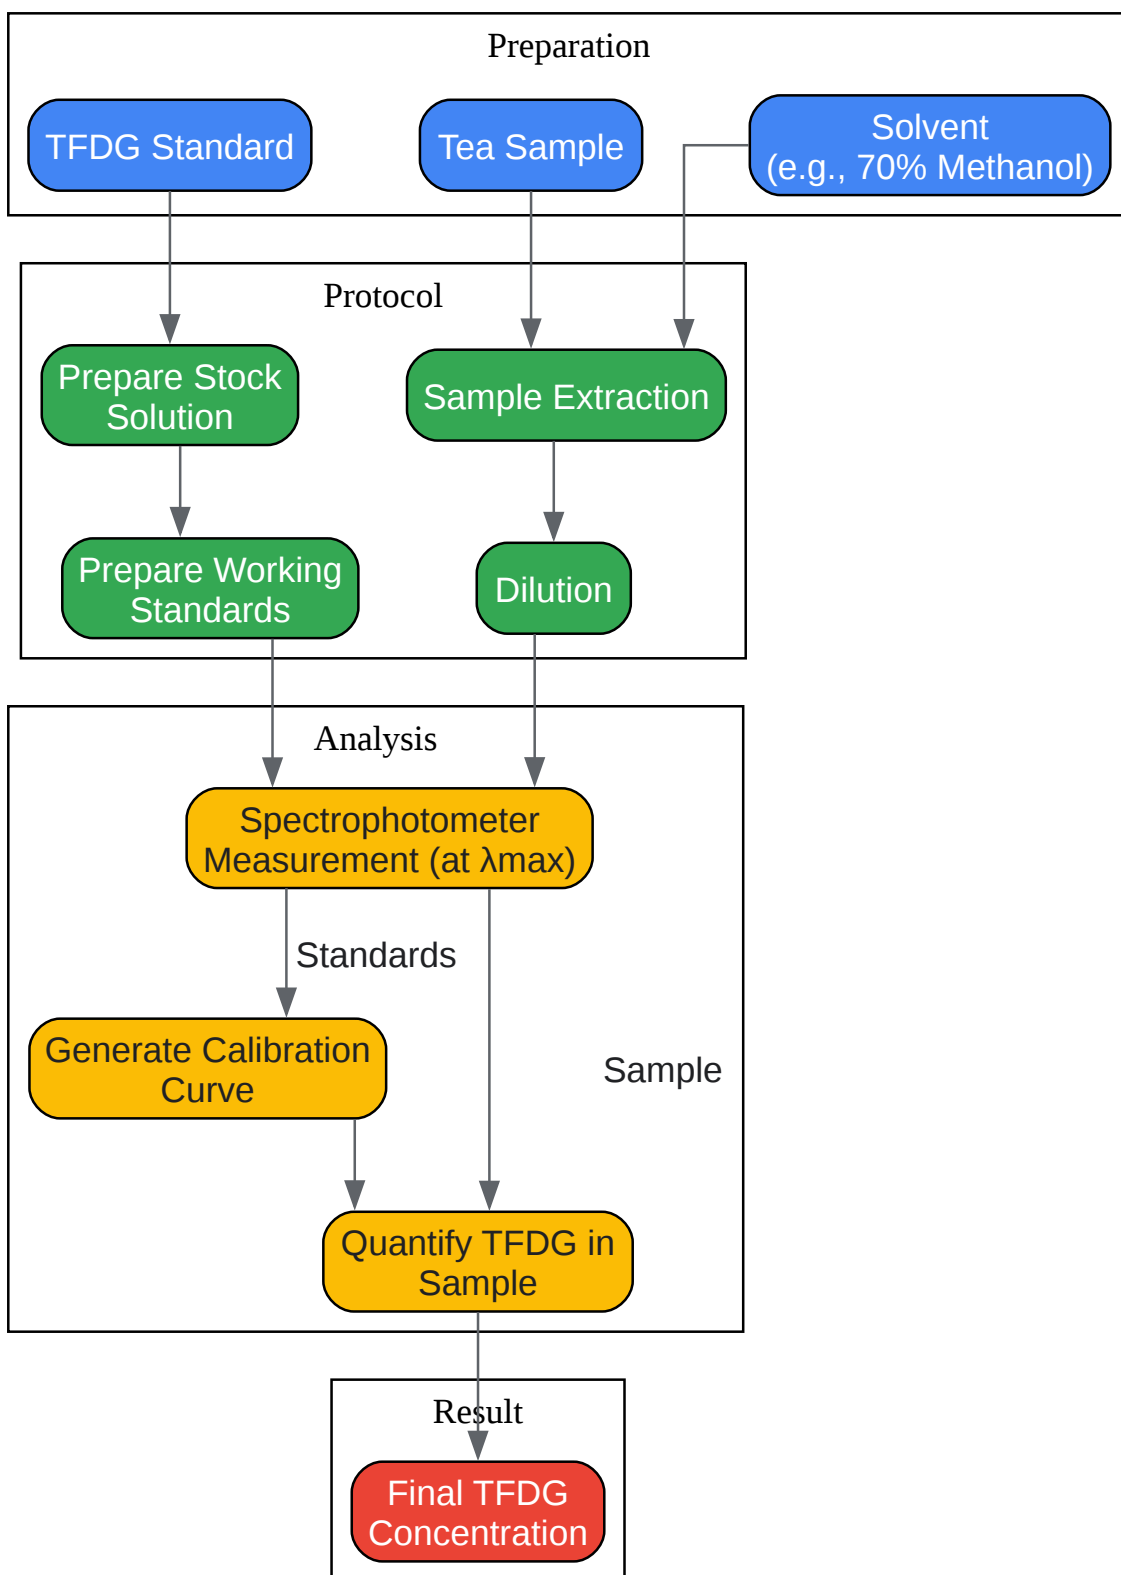 Preparation
TFDG Standard
Tea Sample
Solvent
(e.g., 70% Methanol)
Protocol
Prepare Stock
Solution
Sample Extraction
Prepare Working
Standards
Dilution
Analysis
Spectrophotometer
Measurement (at λmax)
Standards
Generate Calibration
Curve
Sample
Quantify TFDG in
Sample
Result
Final TFDG
Concentration